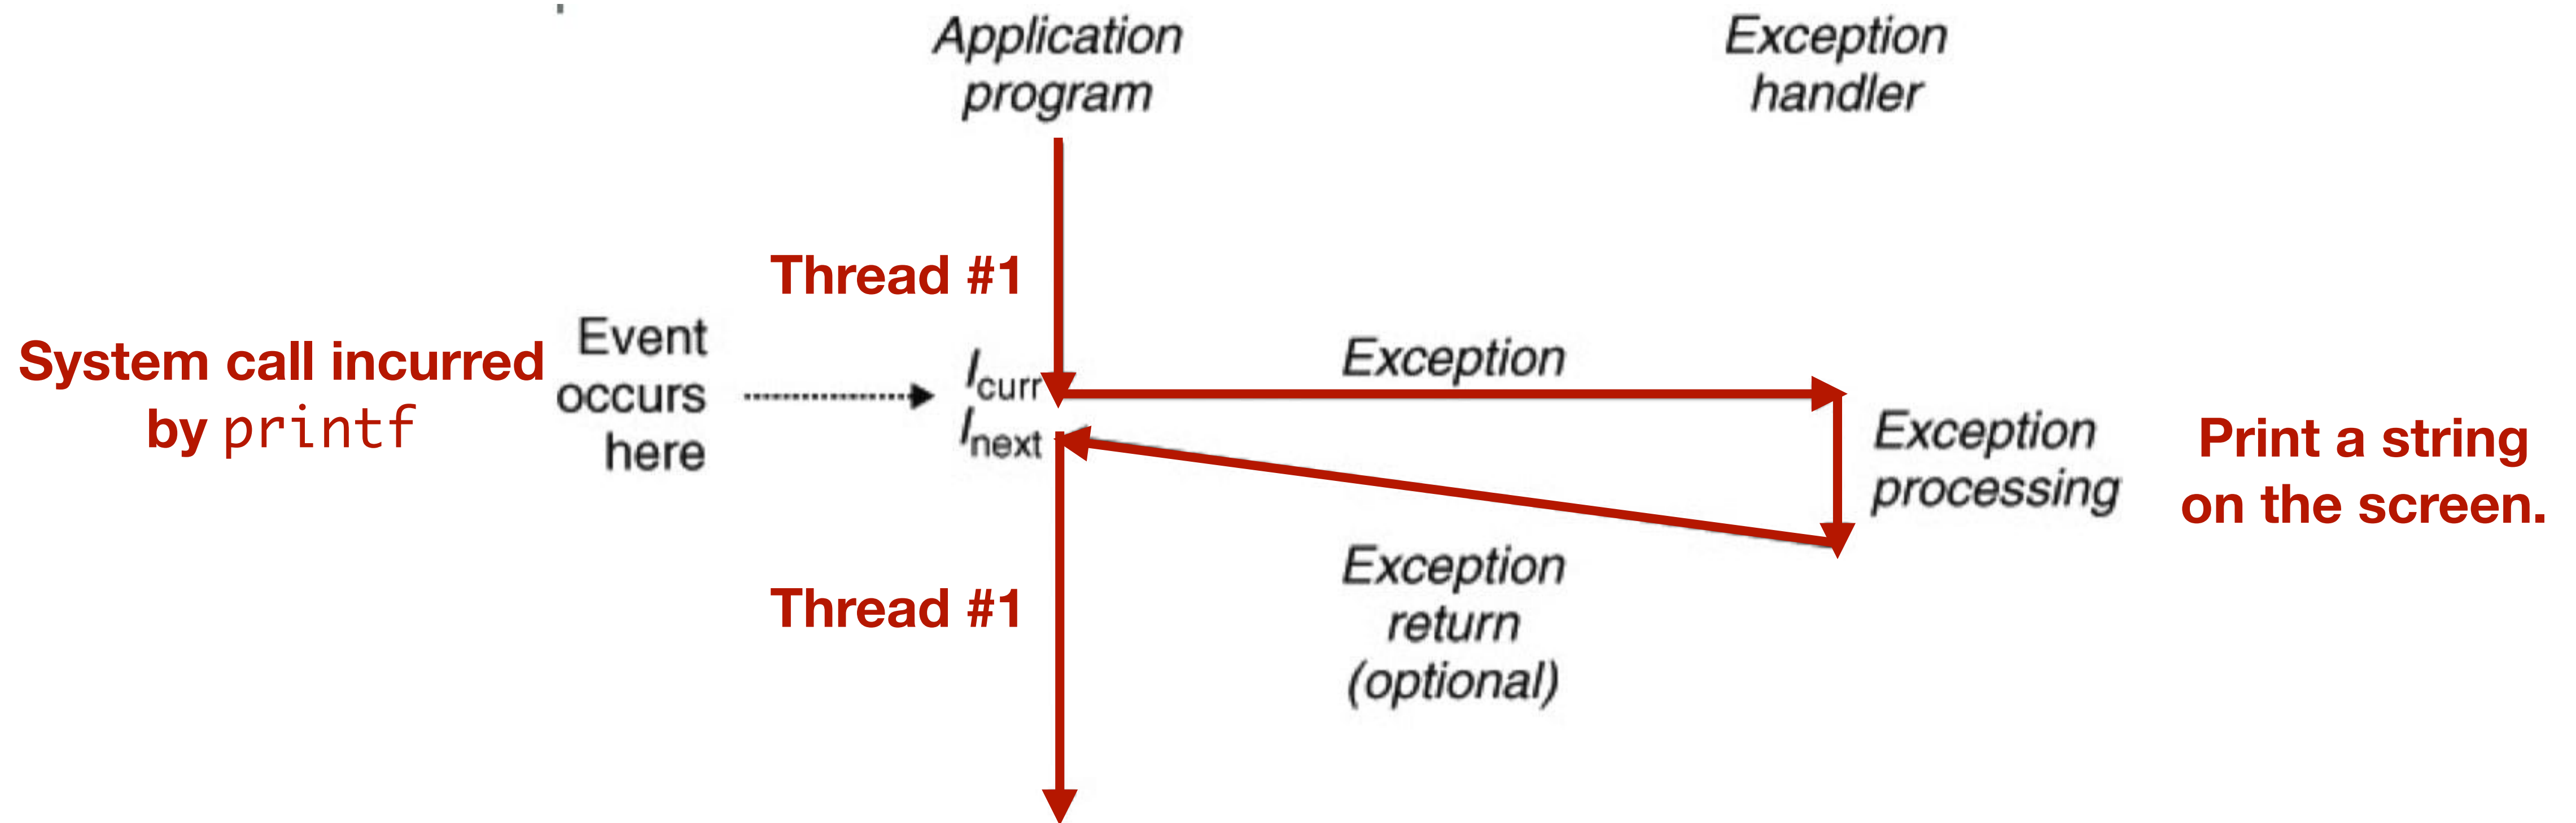 Application
program
Exception
handler
Thread #1
System call incurred
by printf
Event
occurs
here
Icurr
Inext
Exception
Exception
processing
Print a string
on the screen.
Exception
return
(optional)
Thread #1